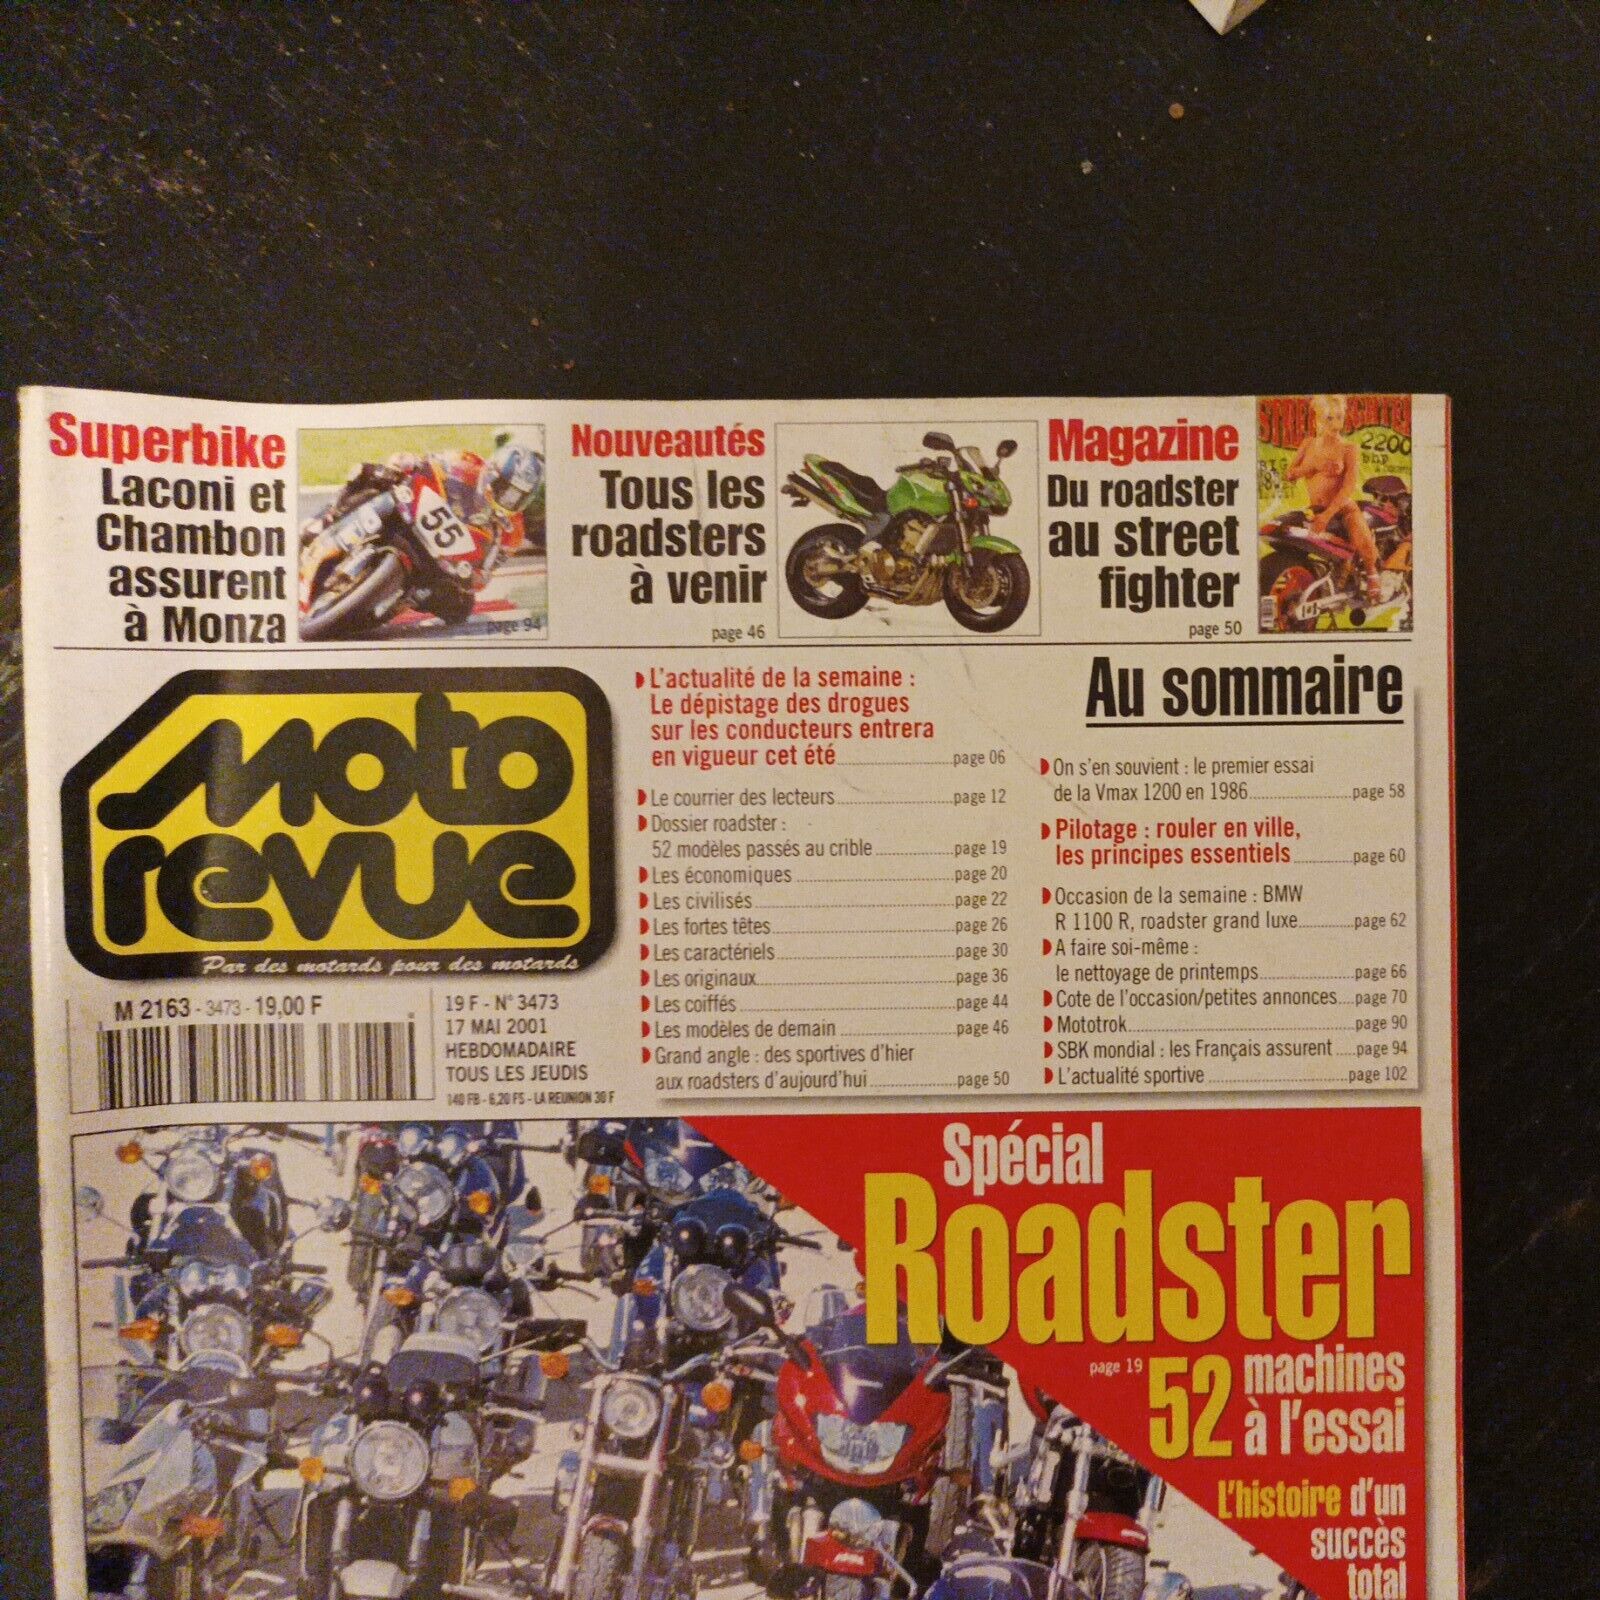 Superbike
Laconi et
Chambon
assurent
à Monza
55
page 94
Nouveautés
Tous les
roadsters
à venir
page 46
Magazine
Du roadster
au street
fighter
page 50
2200
moto
revue
Par des motards pour des motards
M 2163 - 3473 - 19,00 F
19 F - N° 3473
17 MAI 2001
HEBDOMADAIRE
TOUS LES JEUDIS
140 FB - 6,20 FS - LA REUNION 30 F
L'actualité de la semaine :
Le dépistage des drogues
sur les conducteurs entrera
en vigueur cet été page 06
Le courrier des lecteurs page 12
Dossier roadster :
52 modèles passés au crible page 19
Les économiques page 20
Les civilisés page 22
Les fortes têtes page 26
Les caractériels page 30
Les originaux page 36
Les coiffés page 44
Les modèles de demain page 46
Grand angle : des sportives d'hier
aux roadsters d'aujourd'hui page 50
Au sommaire
On s'en souvient : le premier essai
de la Vmax 1200 en 1986 page 58
Pilotage : rouler en ville,
les principes essentiels page 60
Occasion de la semaine : BMW
R 1100 R, roadster grand luxe page 62
A faire soi-même :
le nettoyage de printemps page 66
Cote de l'occasion/petites annonces page 70
Mototrok page 90
SBK mondial : les Français assurent page 94
L'actualité sportive page 102
Spécial
Roadster
page 19
52 machines
à l'essai
L'histoire d'un
succès
total